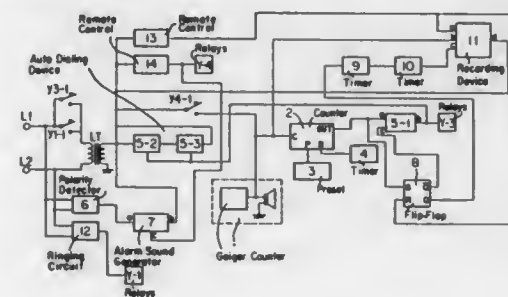 Remote
Control
Remote
Control
13
14
Relays
Y-4
Auto Dialing
Device
y3-1
y4-1
L1
y1-1
LT
L2
5-2
5-3
2
Counter
C
OUT
3
Preset
4
Timer
5-1
Relays
Y-3
9
Timer
10
Timer
11
Recording
Device
8
Flip-Flop
Polarity
Detector
6
7
Alarm Sound
Generator
12
Ringing
Circuit
Y-1
Relays
Geiger Counter